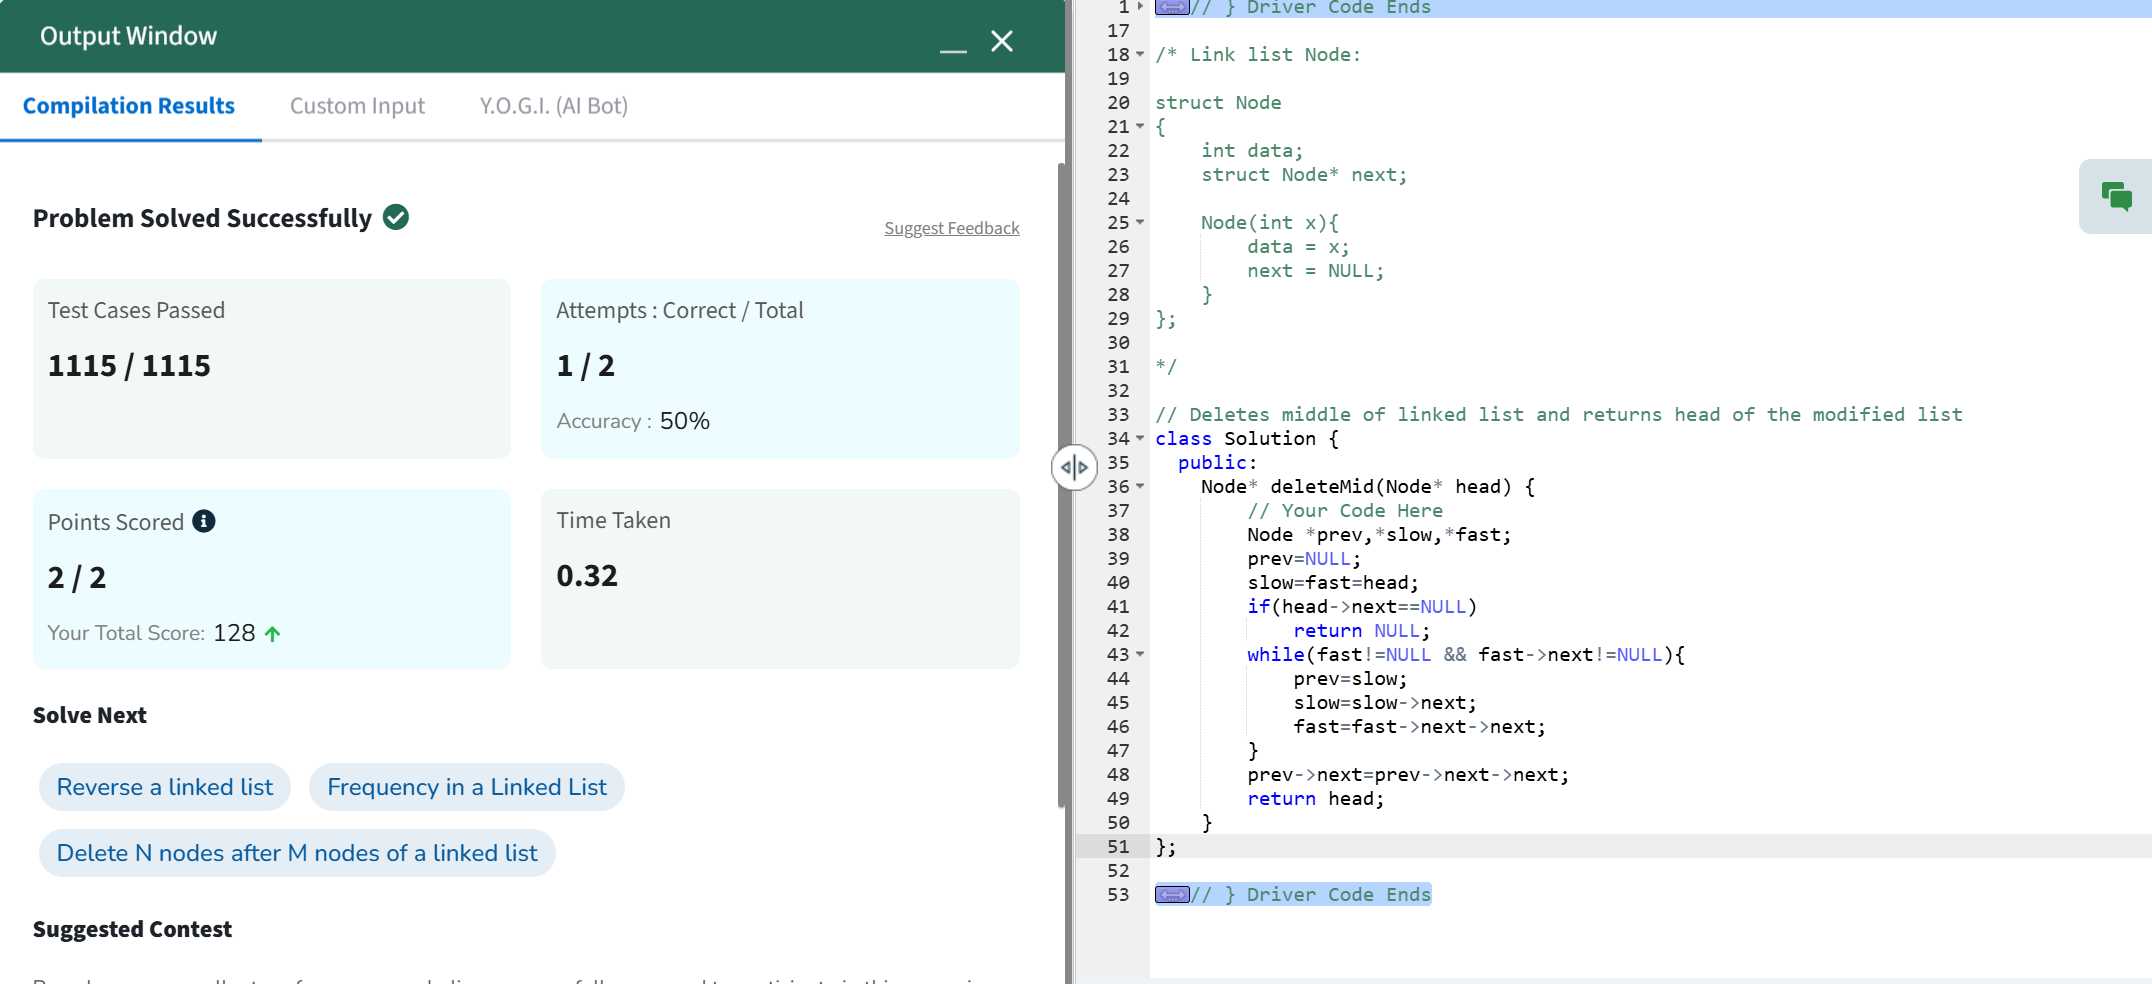 Output Window
Compilation Results
Custom Input
Y.O.G.I. (AI Bot)
Problem Solved Successfully
Suggest Feedback
Test Cases Passed
1115 / 1115
Attempts : Correct / Total
1 / 2
Accuracy : 50%
Points Scored
2 / 2
Your Total Score: 128
Time Taken
0.32
Solve Next
Reverse a linked list
Frequency in a Linked List
Delete N nodes after M nodes of a linked list
Suggested Contest
1 // } Driver Code Ends
17
18 /* Link list Node:
19
20 struct Node
21 {
22     int data;
23     struct Node* next;
24
25     Node(int x){
26         data = x;
27         next = NULL;
28     }
29 };
30
31 */
32
33 // Deletes middle of linked list and returns head of the modified list
34 class Solution {
35   public:
36     Node* deleteMid(Node* head) {
37         // Your Code Here
38         Node *prev,*slow,*fast;
39         prev=NULL;
40         slow=fast=head;
41         if(head->next==NULL)
42             return NULL;
43         while(fast!=NULL && fast->next!=NULL){
44             prev=slow;
45             slow=slow->next;
46             fast=fast->next->next;
47         }
48         prev->next=prev->next->next;
49         return head;
50     }
51 };
52
53 // } Driver Code Ends